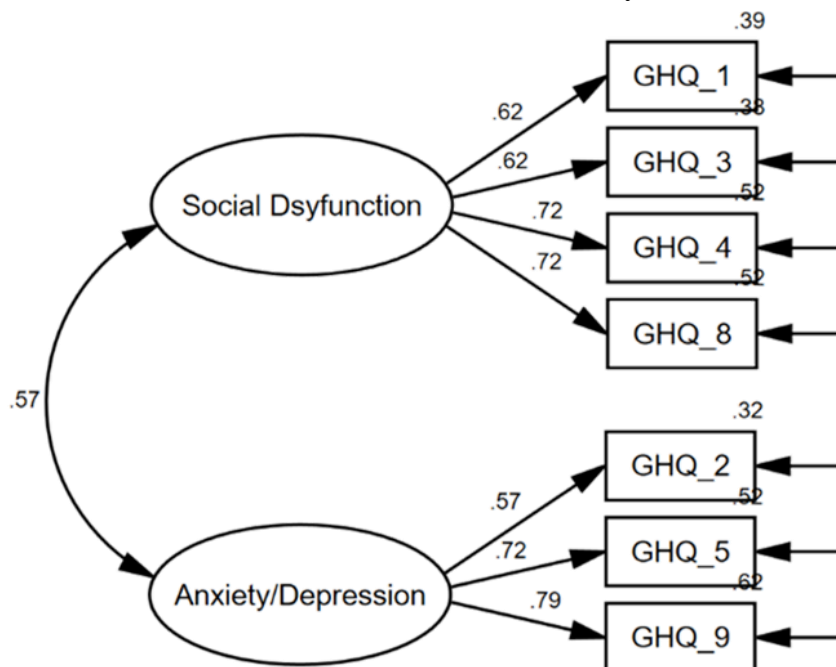 .39
GHQ_1
.62
.38
GHQ_3
.62
.52
Social Dsyfunction
GHQ_4
.72
.52
.72
GHQ_8
.57
.32
GHQ_2
.57
.52
GHQ_5
.72
.62
Anxiety/Depression
GHQ_9
.79